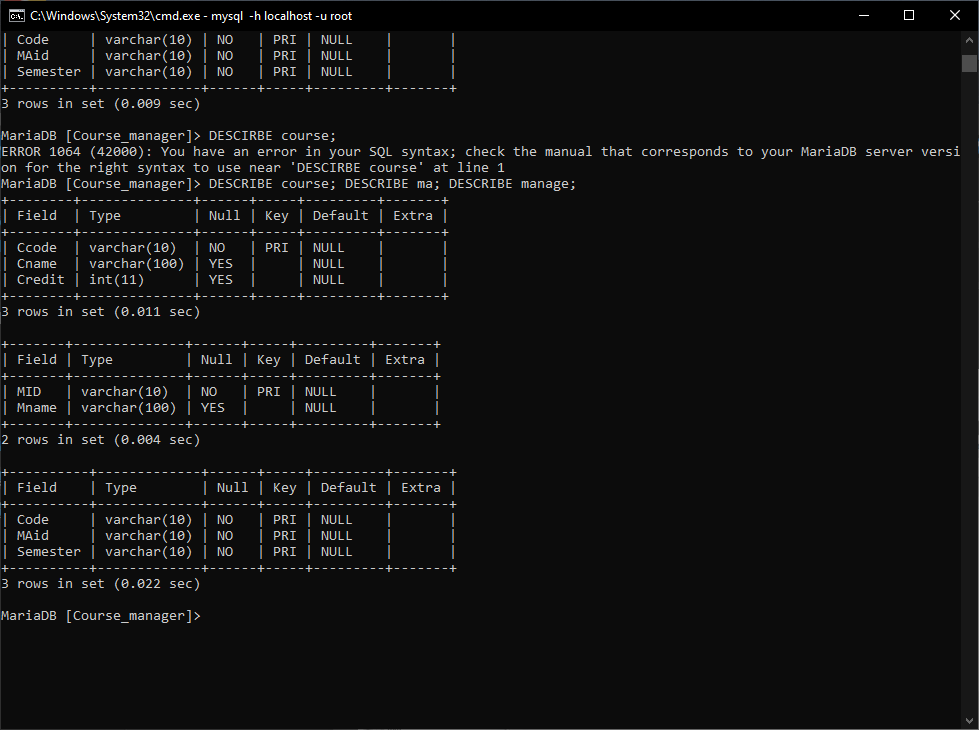 C:\Windows\System32\cmd.exe - mysql  -h localhost -u root
| Code     | varchar(10) | NO   | PRI | NULL    |       |
| MAid     | varchar(10) | NO   | PRI | NULL    |       |
| Semester | varchar(10) | NO   | PRI | NULL    |       |
+----------+-------------+------+-----+---------+-------+
3 rows in set (0.009 sec)

MariaDB [Course_manager]> DESCIRBE course;
ERROR 1064 (42000): You have an error in your SQL syntax; check the manual that corresponds to your MariaDB server versi
on for the right syntax to use near 'DESCIRBE course' at line 1
MariaDB [Course_manager]> DESCRIBE course; DESCRIBE ma; DESCRIBE manage;
+--------+--------------+------+-----+---------+-------+
| Field  | Type         | Null | Key | Default | Extra |
+--------+--------------+------+-----+---------+-------+
| Ccode  | varchar(10)  | NO   | PRI | NULL    |       |
| Cname  | varchar(100) | YES  |     | NULL    |       |
| Credit | int(11)      | YES  |     | NULL    |       |
+--------+--------------+------+-----+---------+-------+
3 rows in set (0.011 sec)

+-------+--------------+------+-----+---------+-------+
| Field | Type         | Null | Key | Default | Extra |
+-------+--------------+------+-----+---------+-------+
| MID   | varchar(10)  | NO   | PRI | NULL    |       |
| Mname | varchar(100) | YES  |     | NULL    |       |
+-------+--------------+------+-----+---------+-------+
2 rows in set (0.004 sec)

+----------+-------------+------+-----+---------+-------+
| Field    | Type        | Null | Key | Default | Extra |
+----------+-------------+------+-----+---------+-------+
| Code     | varchar(10) | NO   | PRI | NULL    |       |
| MAid     | varchar(10) | NO   | PRI | NULL    |       |
| Semester | varchar(10) | NO   | PRI | NULL    |       |
+----------+-------------+------+-----+---------+-------+
3 rows in set (0.022 sec)

MariaDB [Course_manager]>